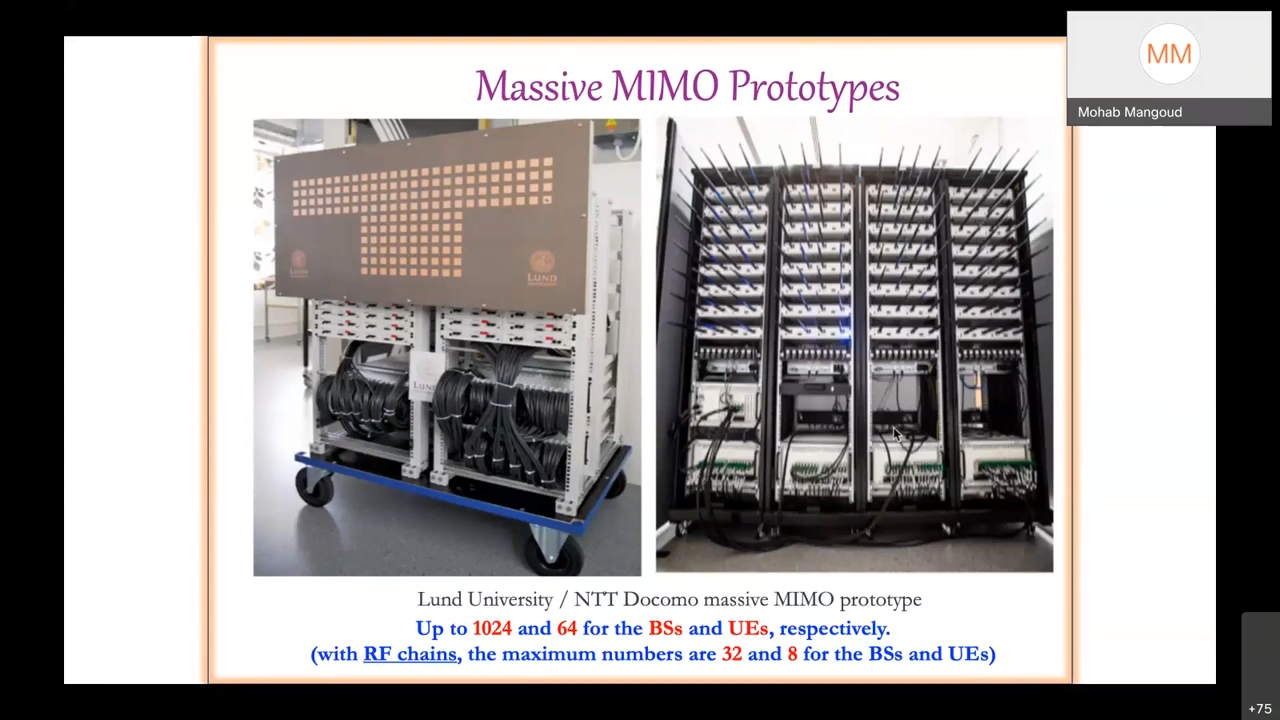 Massive MIMO Prototypes
MM
Mohab Mangoud
LUND
LUND
Lund University / NTT Docomo massive MIMO prototype
Up to 1024 and 64 for the BSs and UEs, respectively.
(with RF chains, the maximum numbers are 32 and 8 for the BSs and UEs)
+75